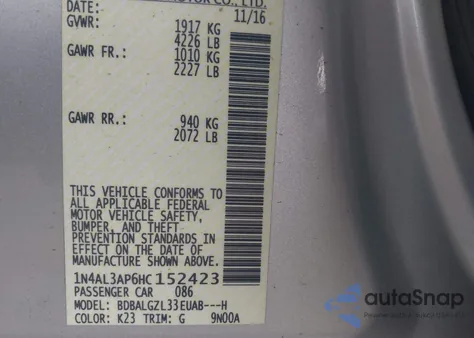 MOTOR CO., LTD.
DATE: 11/16
GVWR: 1917 KG
4226 LB
GAWR FR.: 1010 KG
2227 LB
GAWR RR.: 940 KG
2072 LB
THIS VEHICLE CONFORMS TO
ALL APPLICABLE FEDERAL
MOTOR VEHICLE SAFETY,
BUMPER, AND THEFT
PREVENTION STANDARDS IN
EFFECT ON THE DATE OF
MANUFACTURE SHOWN ABOVE.
1N4AL3AP6HC152423
PASSENGER CAR 086
MODEL: BDBALGZL33EUAB---H
COLOR: K23 TRIM: G 9N00A
autoSnap